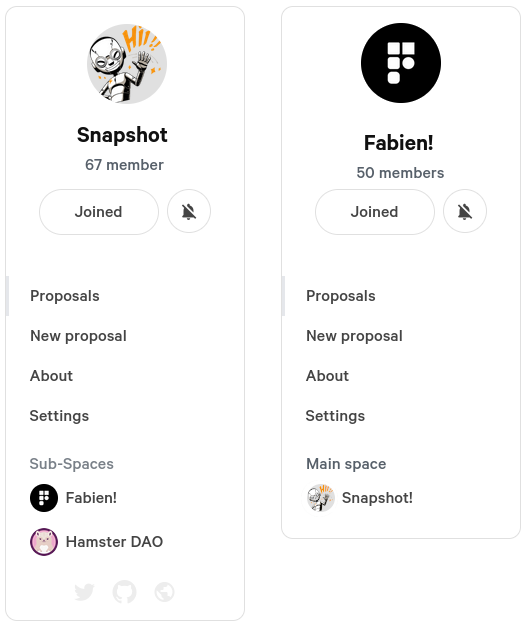 HI!!
Snapshot
67 member
Joined
Proposals
New proposal
About
Settings
Sub-Spaces
Fabien!
Hamster DAO
Fabien!
50 members
Joined
Proposals
New proposal
About
Settings
Main space
Snapshot!